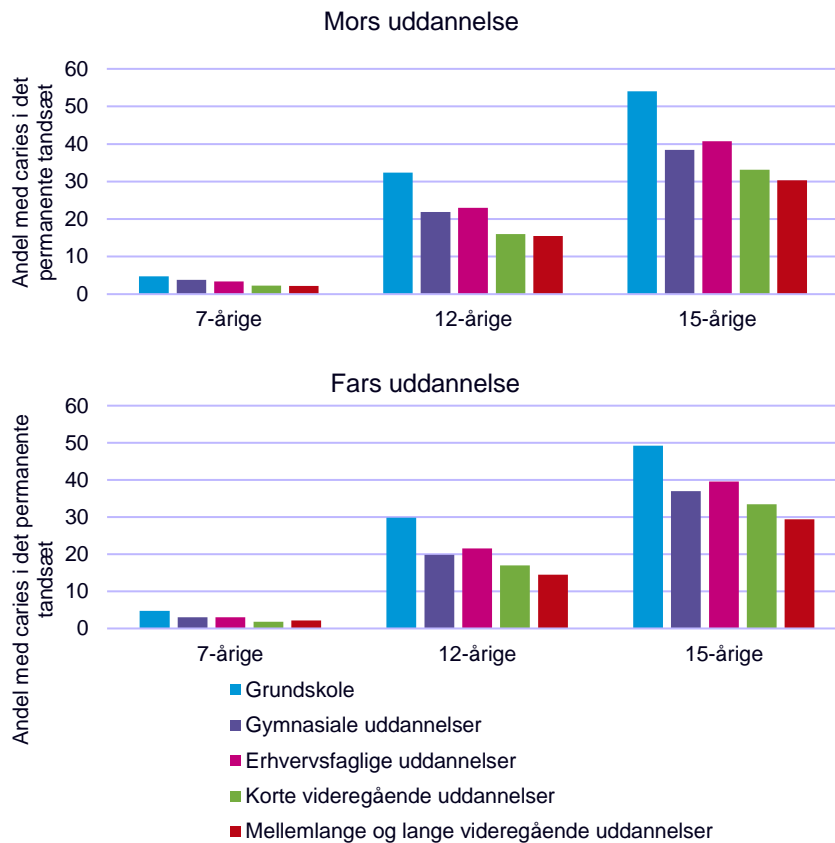 Mors uddannelse
Andel med caries i det
permanente tandsæt
60
50
40
30
20
10
0
7-årige
12-årige
15-årige
Fars uddannelse
Andel med caries i det permanente
tandsæt
60
50
40
30
20
10
0
7-årige
12-årige
15-årige
Grundskole
Gymnasiale uddannelser
Erhvervsfaglige uddannelser
Korte videregående uddannelser
Mellemlange og lange videregående uddannelser